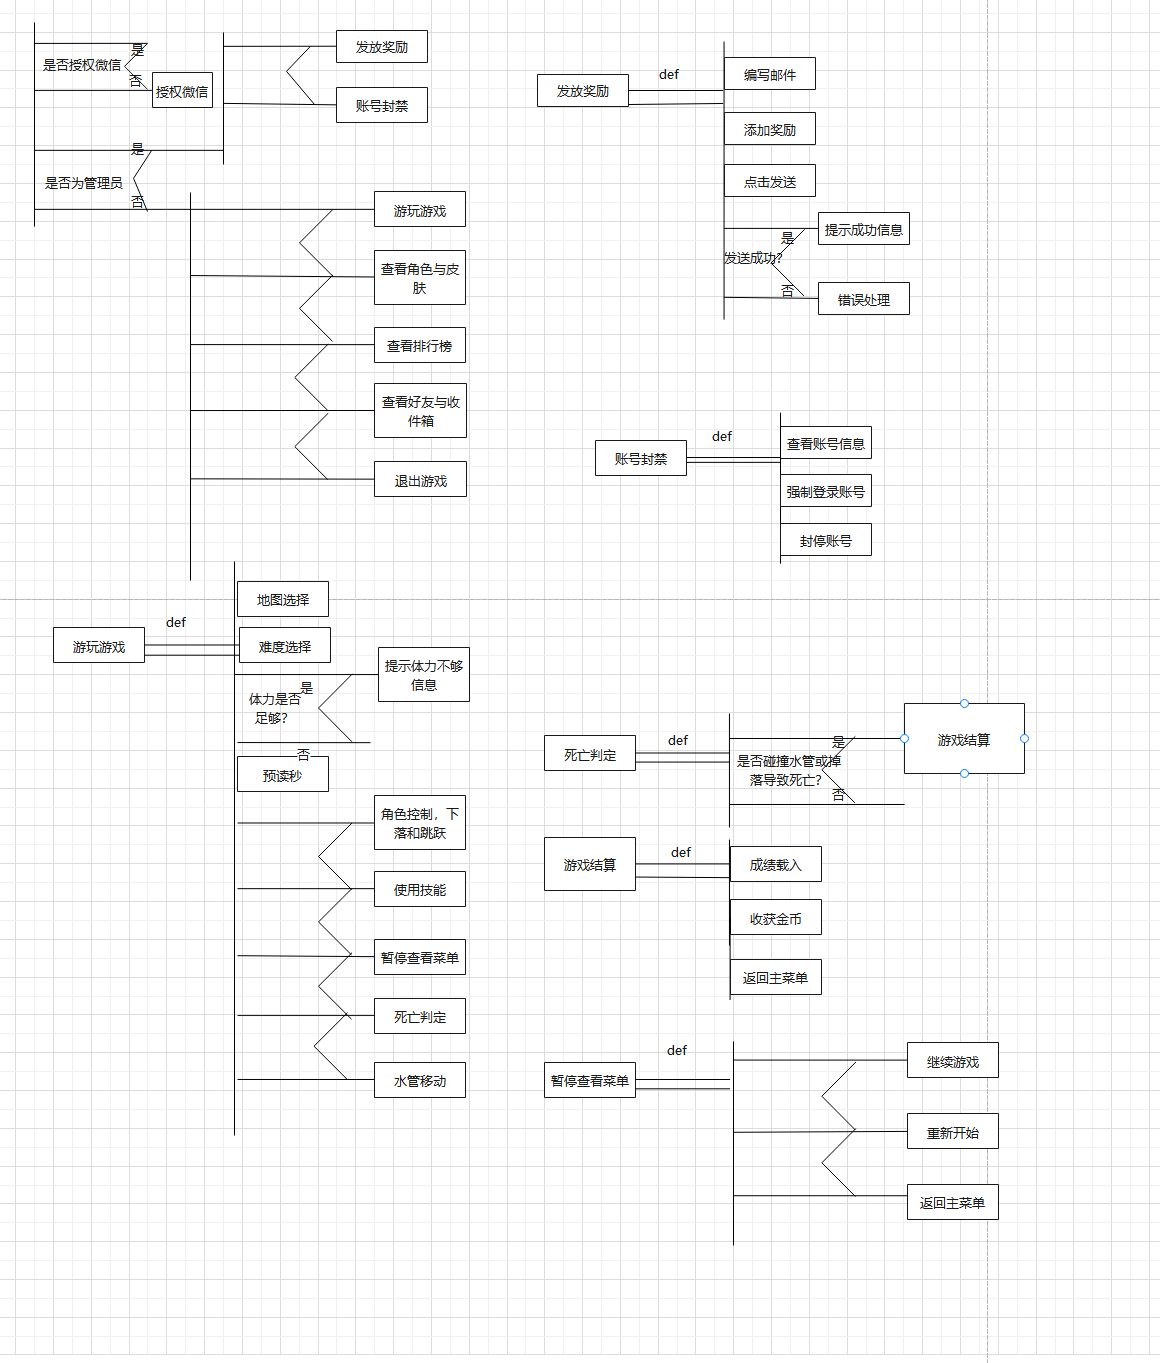 是
是否授权微信
否
授权微信
发放奖励
账号封禁
是
是否为管理员
否
游玩游戏
查看角色与皮
肤
查看排行榜
查看好友与收
件箱
退出游戏
发放奖励
def
编写邮件
添加奖励
点击发送
是
发送成功?
否
提示成功信息
错误处理
账号封禁
def
查看账号信息
强制登录账号
封停账号
游玩游戏
def
地图选择
难度选择
是
体力是否
足够?
否
提示体力不够
信息
预读秒
角色控制，下
落和跳跃
使用技能
暂停查看菜单
死亡判定
水管移动
死亡判定
def
是
是否碰撞水管或掉
落导致死亡?
否
游戏结算
游戏结算
def
成绩载入
收获金币
返回主菜单
暂停查看菜单
def
继续游戏
重新开始
返回主菜单